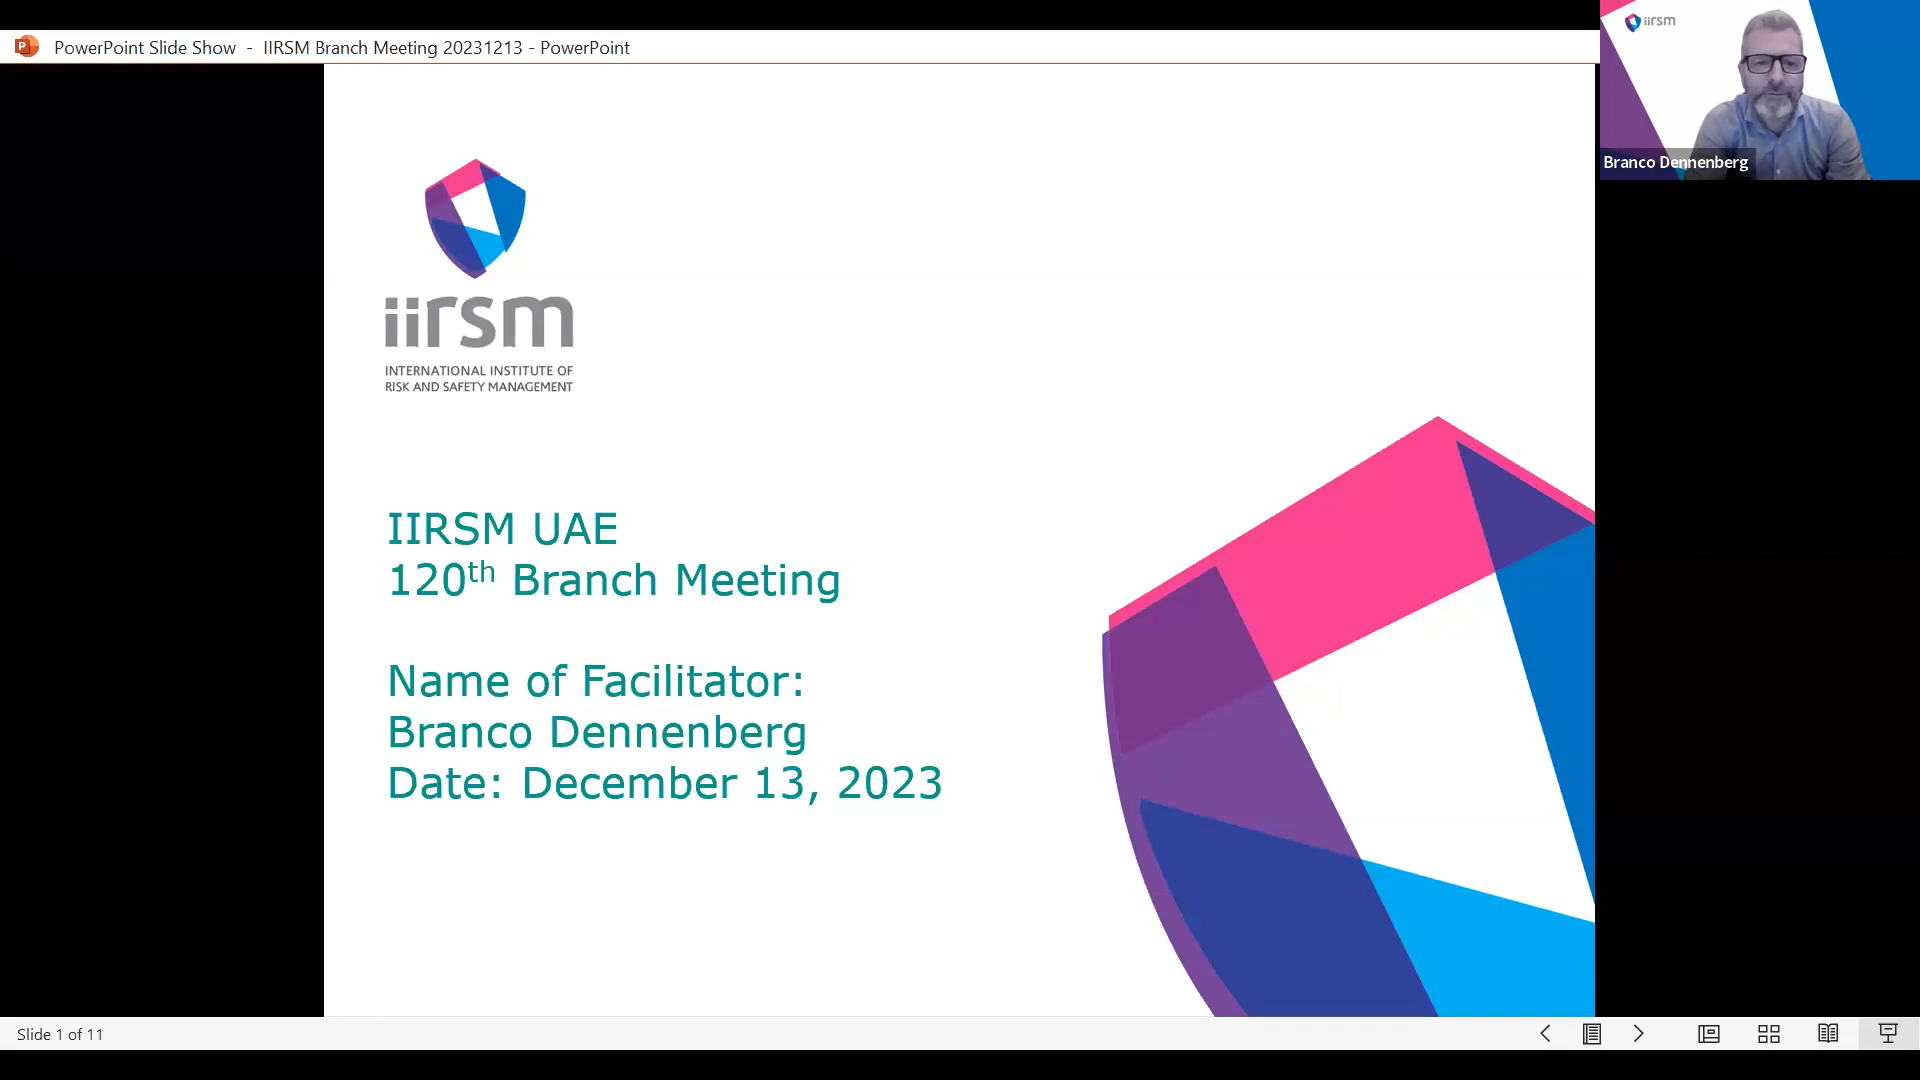 PowerPoint Slide Show - IIRSM Branch Meeting 20231213 - PowerPoint
iirsm
Branco Dennenberg
iirsm
INTERNATIONAL INSTITUTE OF
RISK AND SAFETY MANAGEMENT
IIRSM UAE
120th Branch Meeting
Name of Facilitator:
Branco Dennenberg
Date: December 13, 2023
Slide 1 of 11